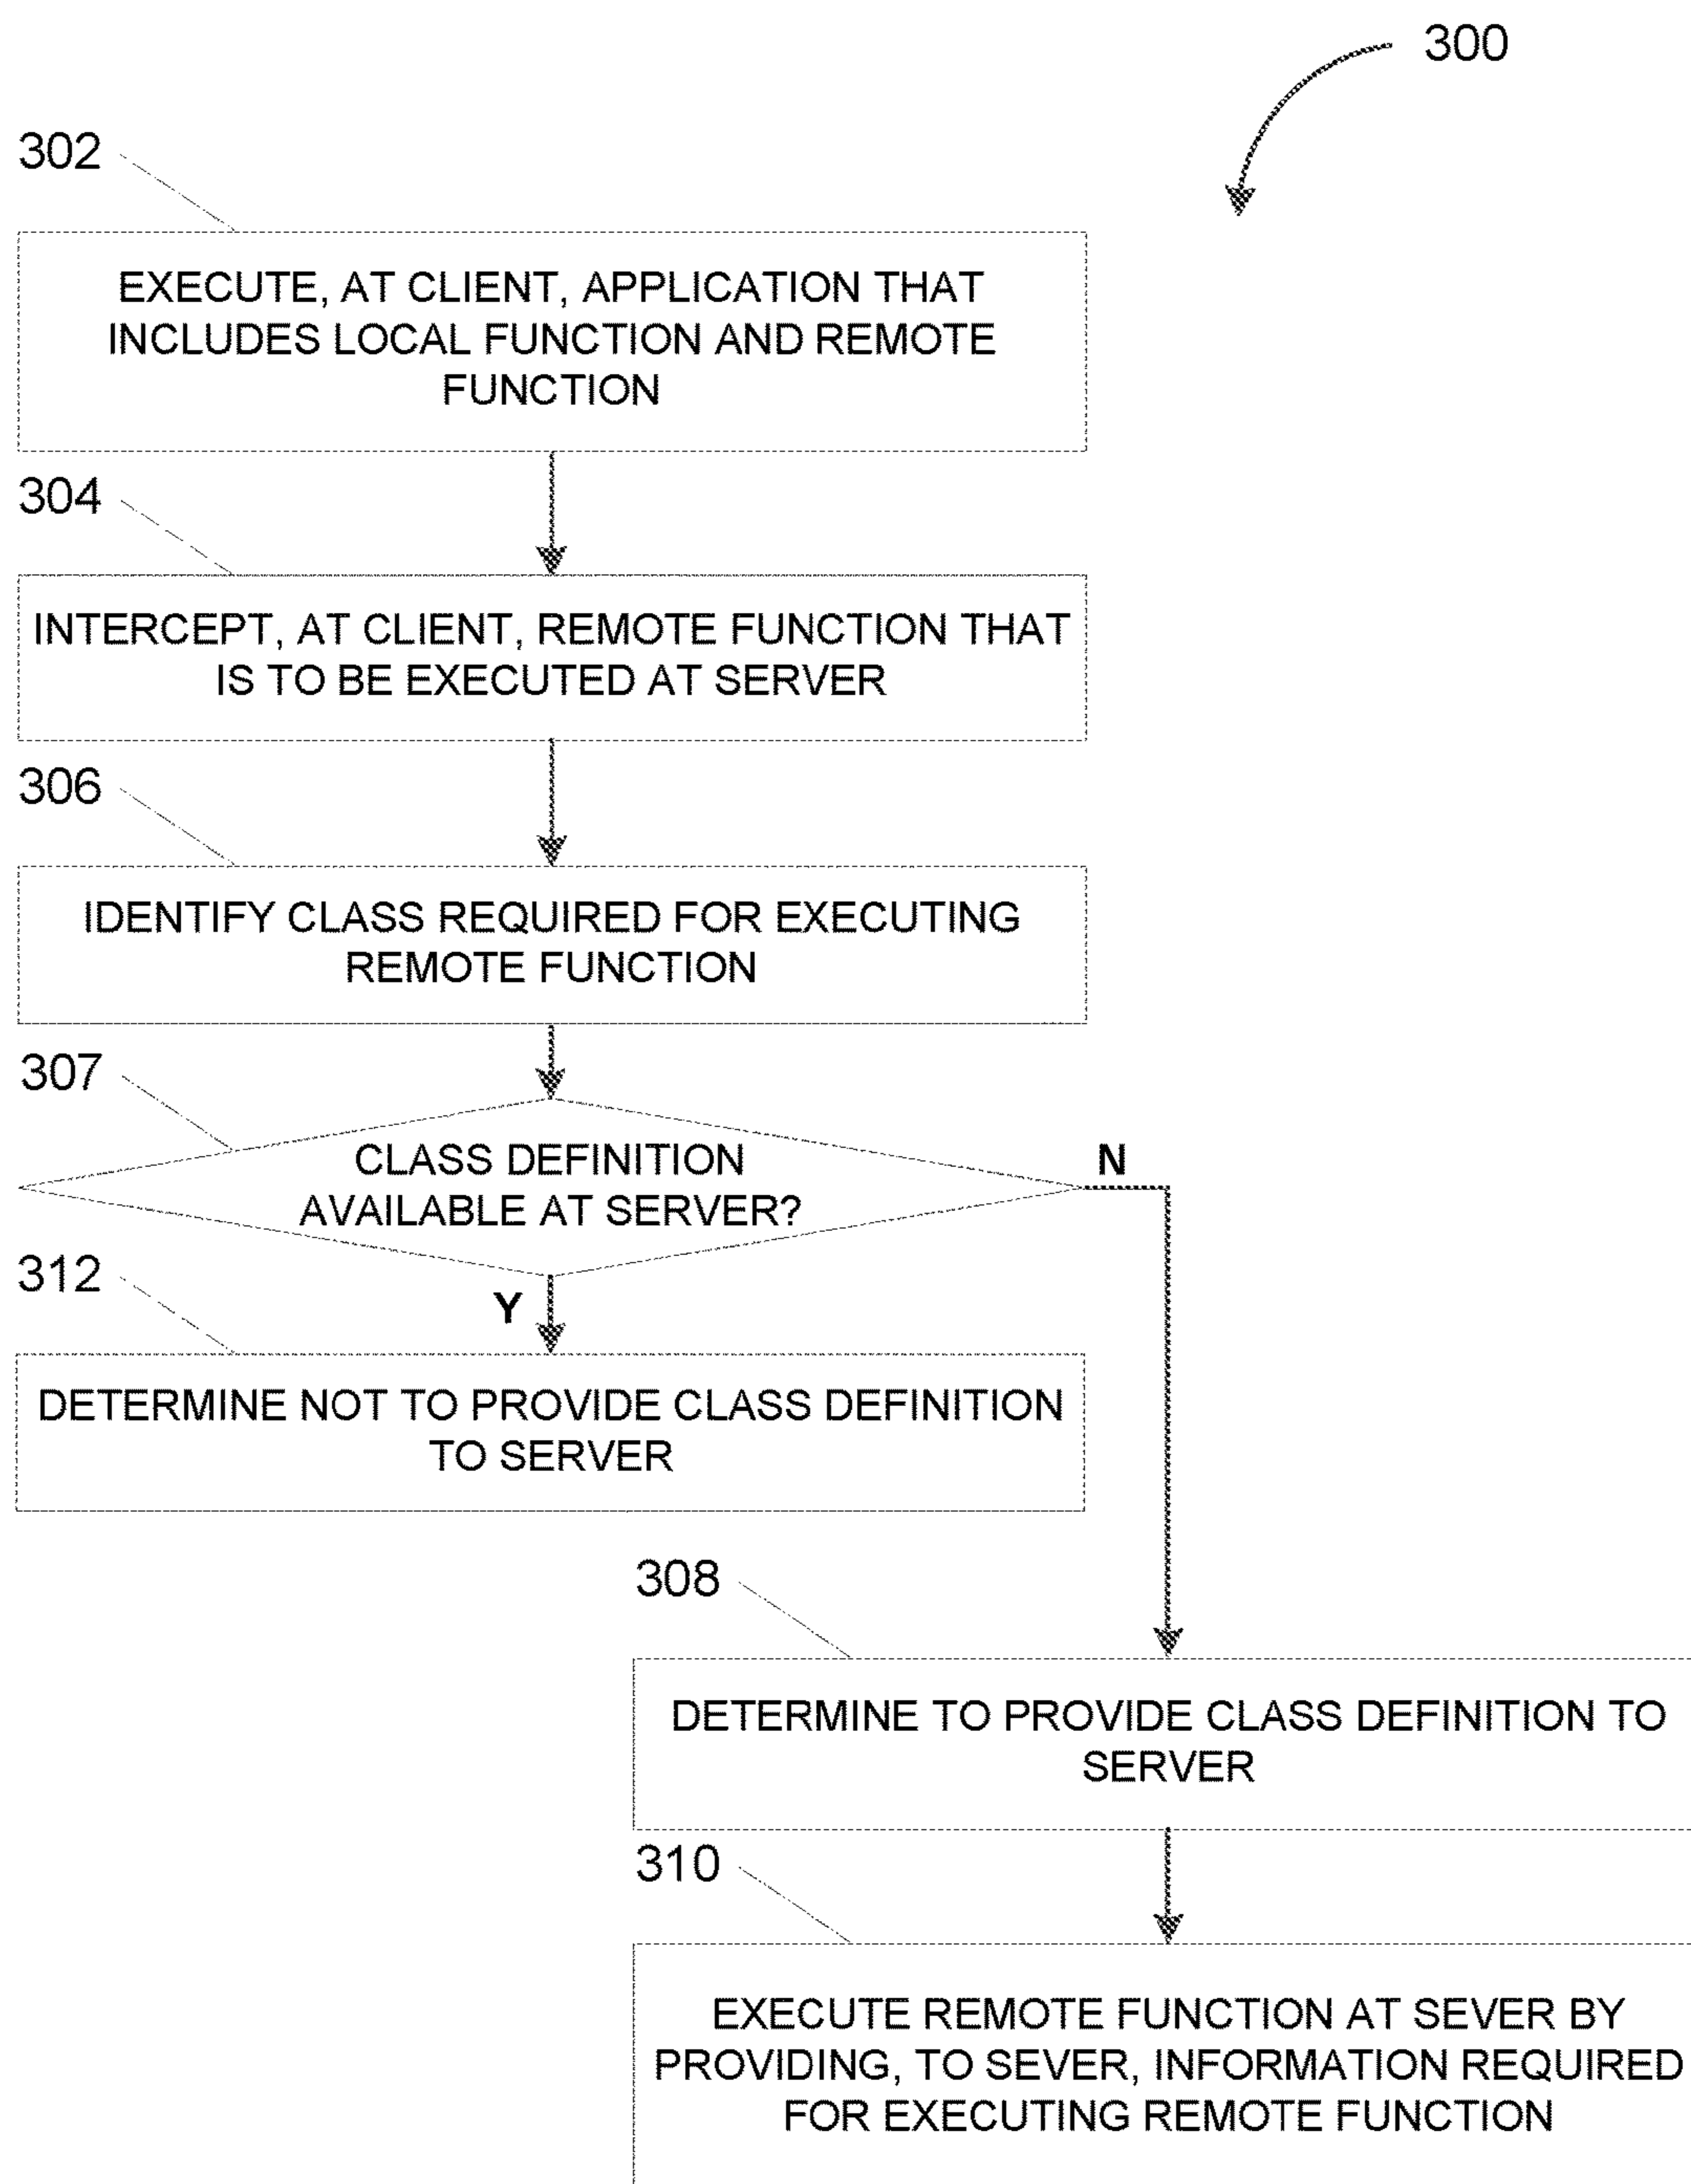 300
302
EXECUTE, AT CLIENT, APPLICATION THAT
INCLUDES LOCAL FUNCTION AND REMOTE
FUNCTION
304
INTERCEPT, AT CLIENT, REMOTE FUNCTION THAT
IS TO BE EXECUTED AT SERVER
306
IDENTIFY CLASS REQUIRED FOR EXECUTING
REMOTE FUNCTION
307
CLASS DEFINITION
AVAILABLE AT SERVER?
N
312
Y
DETERMINE NOT TO PROVIDE CLASS DEFINITION
TO SERVER
308
DETERMINE TO PROVIDE CLASS DEFINITION TO
SERVER
310
EXECUTE REMOTE FUNCTION AT SEVER BY
PROVIDING, TO SEVER, INFORMATION REQUIRED
FOR EXECUTING REMOTE FUNCTION